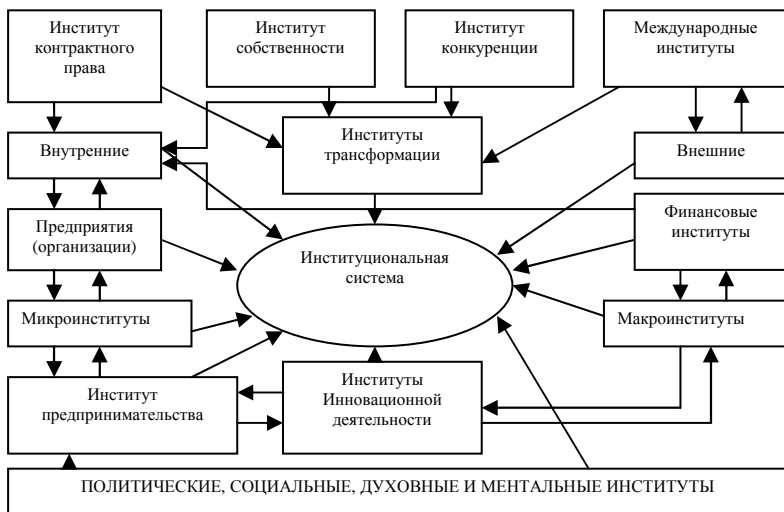 Институт
контрактного
права
Институт
собственности
Институт
конкуренции
Международные
институты
Внутренние
Институты
трансформации
Внешние
Предприятия
(организации)
Институциональная
система
Финансовые
институты
Микроинституты
Макроинституты
Институт
предпринимательства
Институты
Инновационной
деятельности
ПОЛИТИЧЕСКИЕ, СОЦИАЛЬНЫЕ, ДУХОВНЫЕ И МЕНТАЛЬНЫЕ ИНСТИТУТЫ